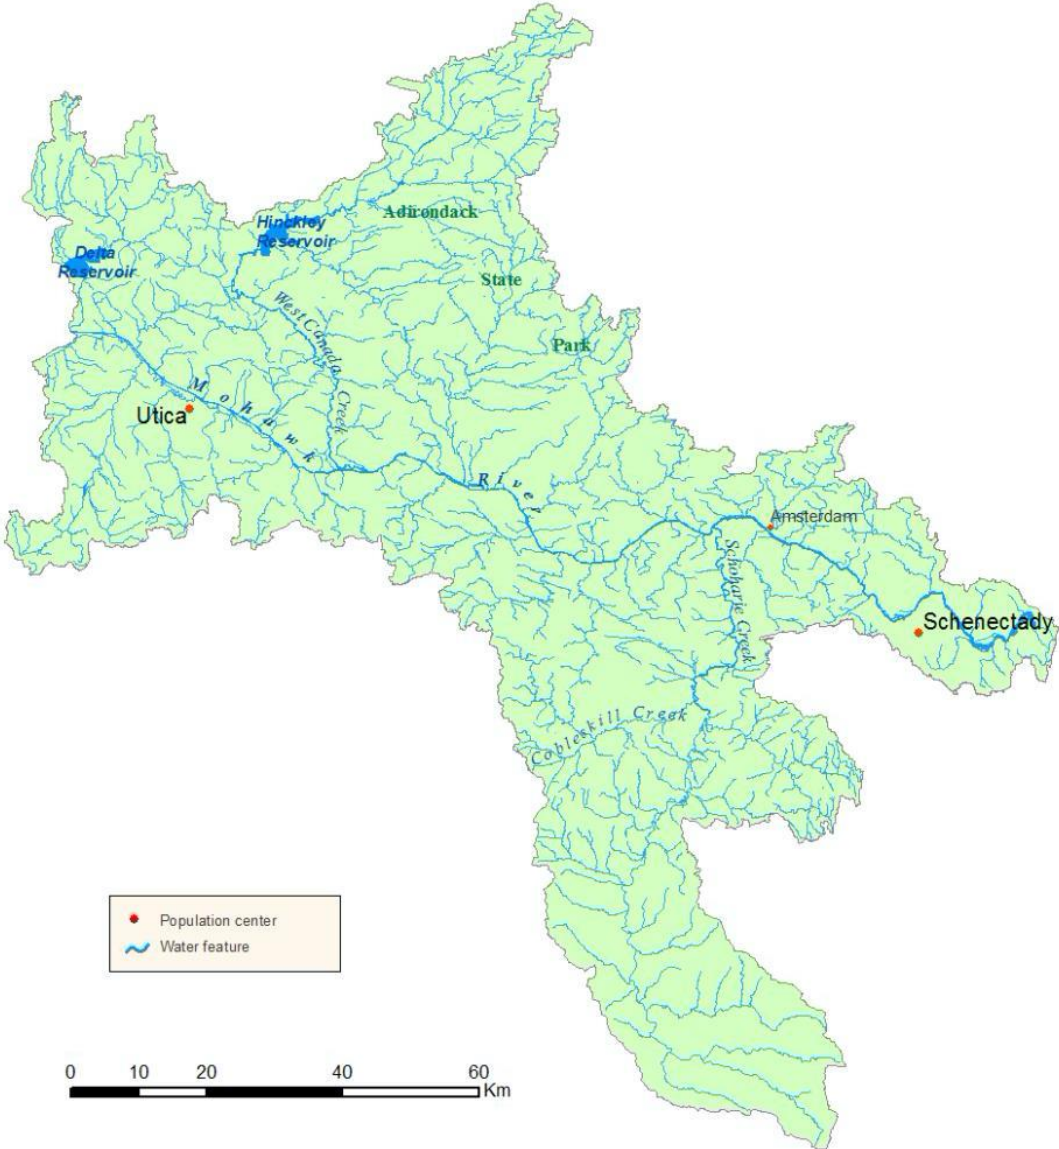 Adirondack
Hinckley
Reservoir
Delta
Reservoir
State
West Canada Creek
Park
Utica
Mohawk
River
Amsterdam
Schoharie Creek
Schenectady
Cobleskill Creek
Population center
Water feature
0 10 20 40 60
Km